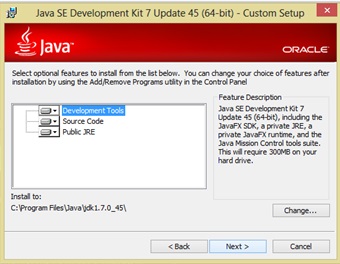 Java SE Development Kit 7 Update 45 (64-bit) - Custom Setup
Java™
ORACLE
Select optional features to install from the list below. You can change your choice of features after
installation by using the Add/Remove Programs utility in the Control Panel
Development Tools
Source Code
Public JRE
Feature Description
Java SE Development Kit 7
Update 45 (64-bit), including the
JavaFX SDK, a private JRE, a
private JavaFX runtime, and the
Java Mission Control tools suite.
This will require 300MB on your
hard drive.
Install to:
C:\Program Files\Java\jdk1.7.0_45\
Change...
< Back
Next >
Cancel